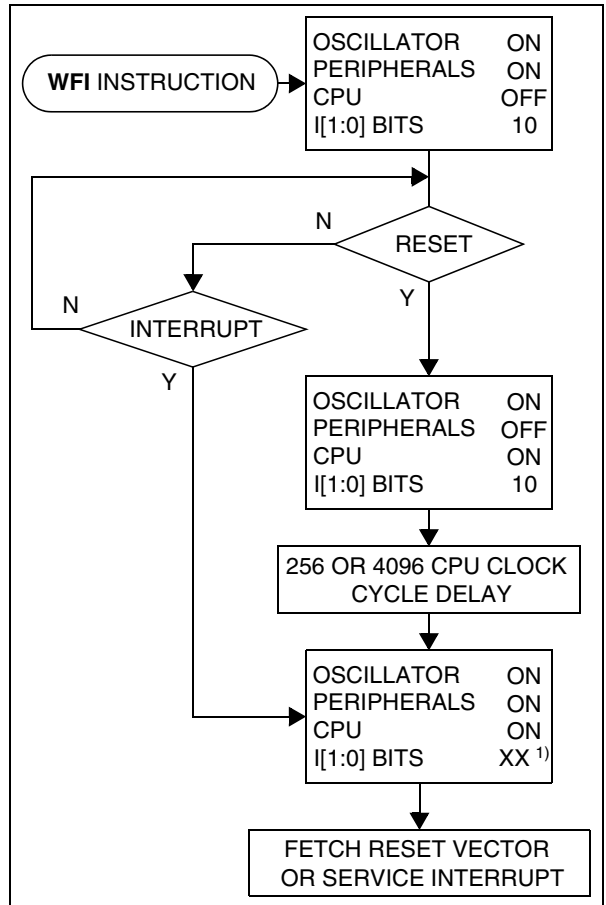 WFI INSTRUCTION
OSCILLATOR ON
PERIPHERALS ON
CPU OFF
I[1:0] BITS 10
N
RESET
Y
N
INTERRUPT
Y
OSCILLATOR ON
PERIPHERALS OFF
CPU ON
I[1:0] BITS 10
256 OR 4096 CPU CLOCK
CYCLE DELAY
OSCILLATOR ON
PERIPHERALS ON
CPU ON
I[1:0] BITS XX 1)
FETCH RESET VECTOR
OR SERVICE INTERRUPT